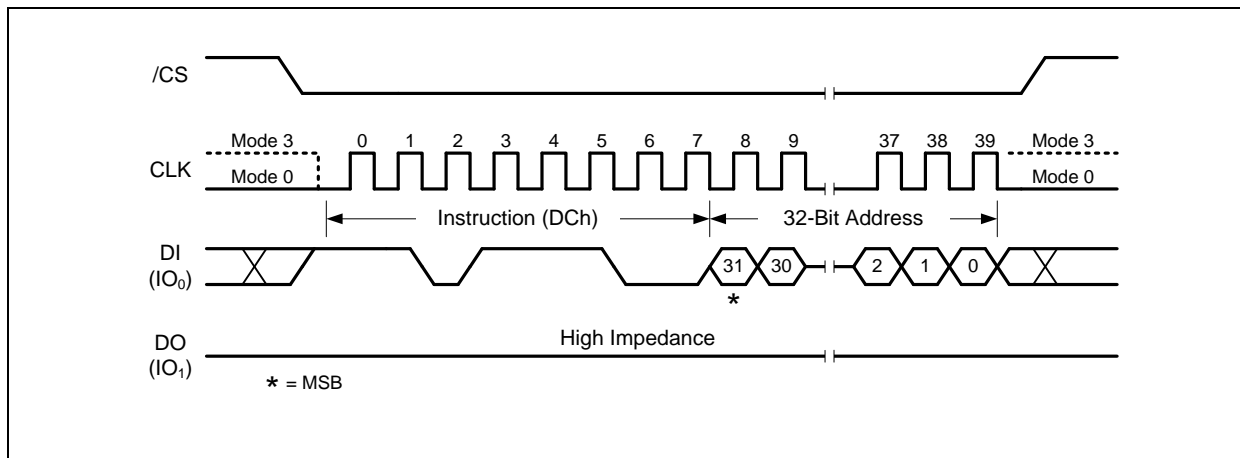 /CS
Mode 3 0 1 2 3 4 5 6 7 8 9 37 38 39 Mode 3
CLK
Mode 0 Mode 0
Instruction (DCh) 32-Bit Address
DI
(IO₀)
31 30 2 1 0
*
High Impedance
DO
(IO₁)
* = MSB